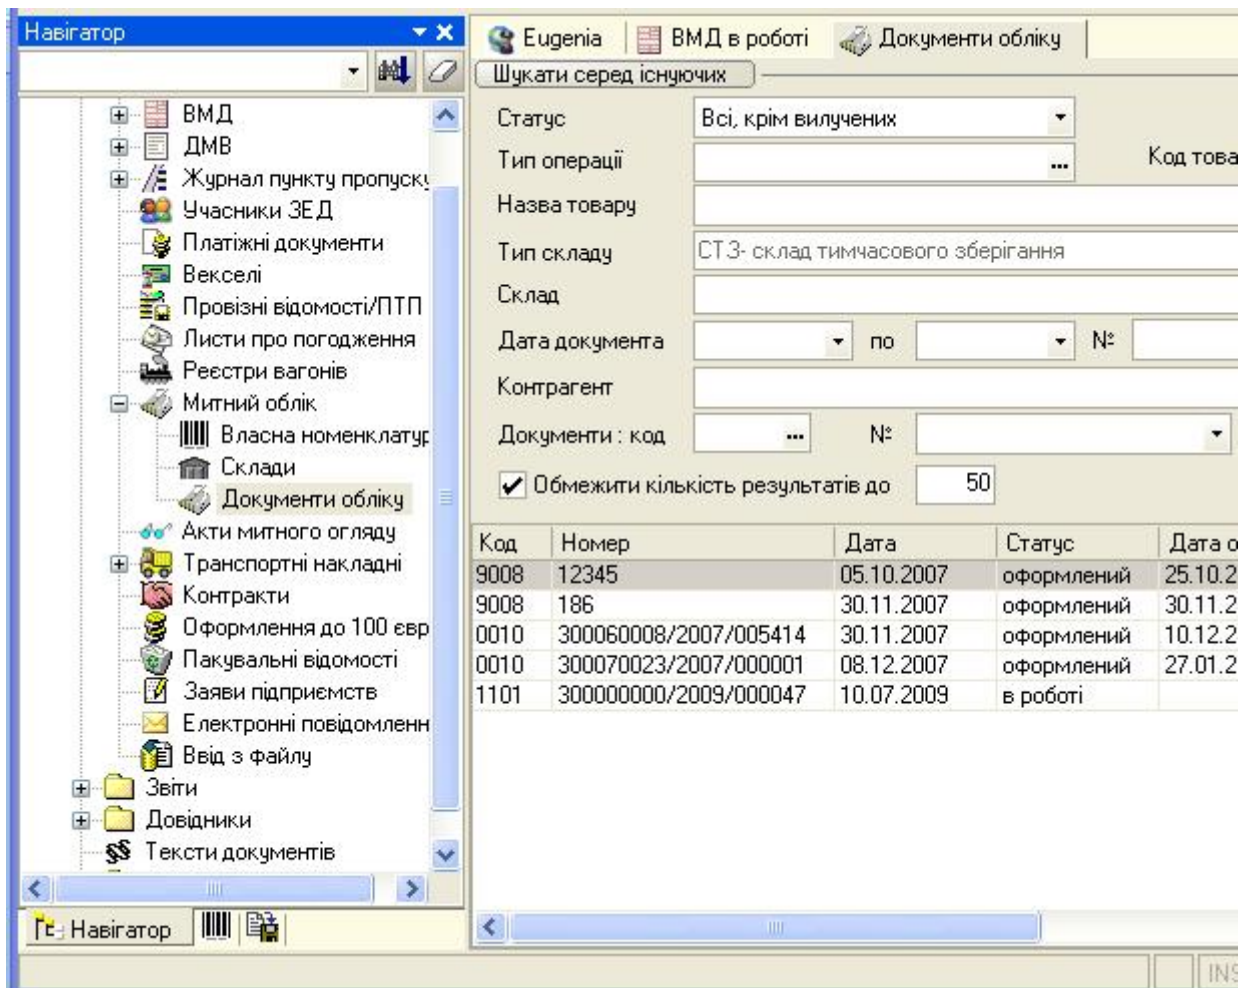 Навігатор
ВМД
ДМВ
Журнал пункту пропуску
Учасники ЗЕД
Платіжні документи
Векселі
Провізні відомості/ПТП
Листи про погодження
Реєстри вагонів
Митний облік
Власна номенклатур
Склади
Документи обліку
Акти митного огляду
Транспортні накладні
Контракти
Оформлення до 100 євр
Пакувальні відомості
Заяви підприємств
Електронні повідомленн
Ввід з файлу
Звіти
Довідники
§§ Тексти документів
Навігатор
Eugenia ВМД в роботі Документи обліку
Шукати серед існуючих
Статус Всі, крім вилучених
Тип операції ... Код това
Назва товару
Тип складу СТЗ- склад тимчасового зберігання
Склад
Дата документа по №
Контрагент
Документи : код ... №
Обмежити кількість результатів до 50
Код Номер Дата Статус Дата о
9008 12345 05.10.2007 оформлений 25.10.2
9008 186 30.11.2007 оформлений 30.11.2
0010 300060008/2007/005414 30.11.2007 оформлений 10.12.2
0010 300070023/2007/000001 08.12.2007 оформлений 27.01.2
1101 300000000/2009/000047 10.07.2009 в роботі
INS